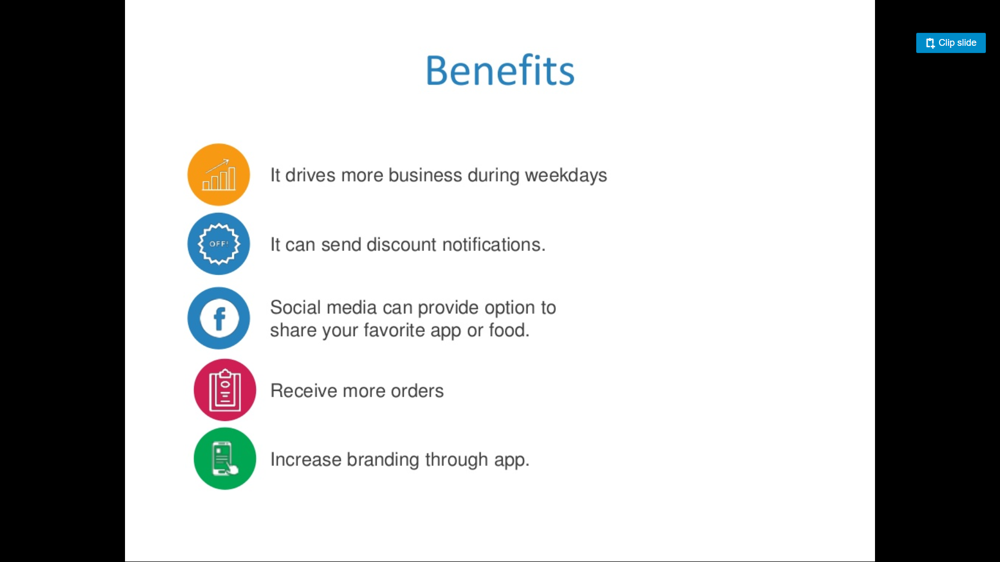 Clip slide
Benefits
It drives more business during weekdays
OFF!
It can send discount notifications.
f
Social media can provide option to
share your favorite app or food.
Receive more orders
Increase branding through app.